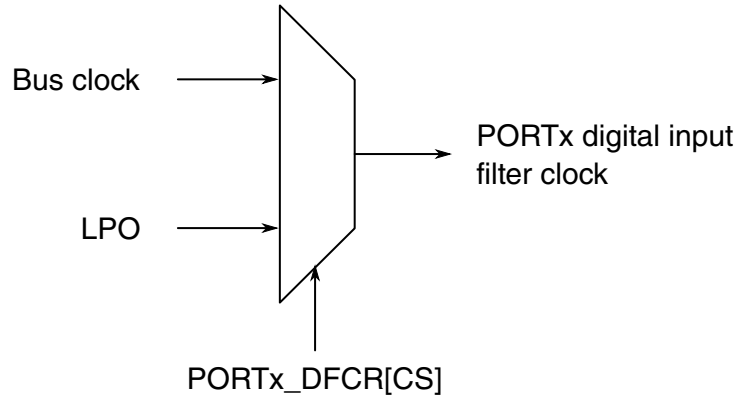 Bus clock
PORTx digital input
filter clock
LPO
PORTx_DFCR[CS]